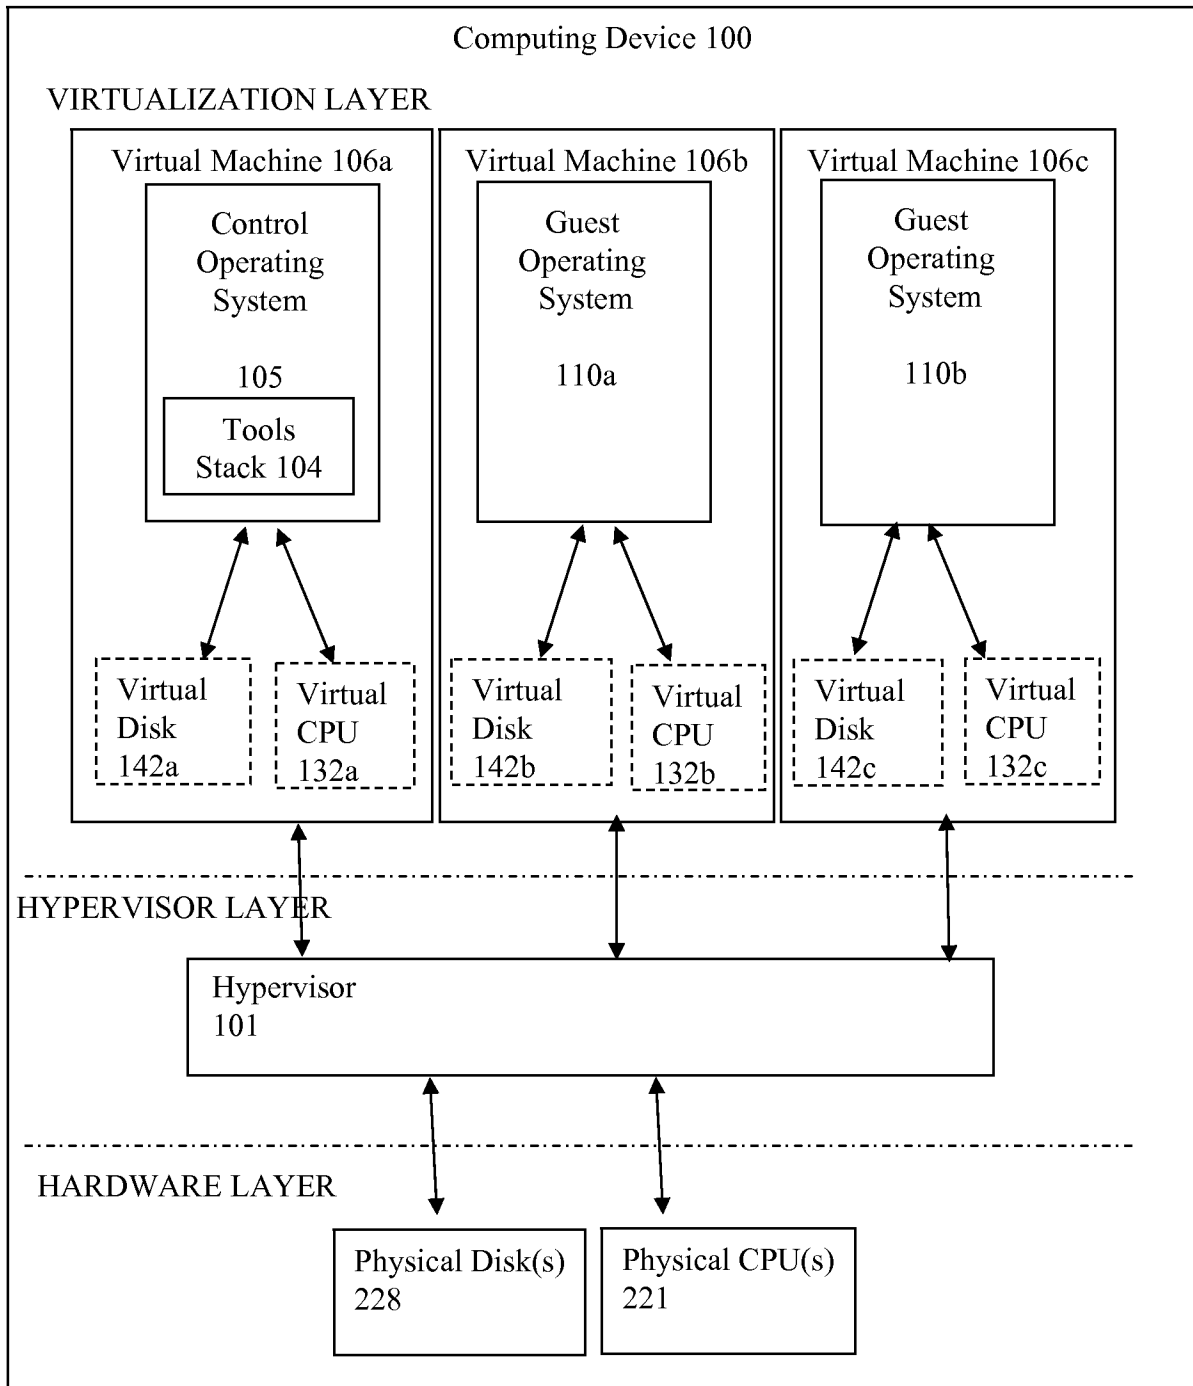 Computing Device 100
VIRTUALIZATION LAYER
Virtual Machine 106a
Control
Operating
System
105
Tools
Stack 104
Virtual
Disk
142a
Virtual
CPU
132a
Virtual Machine 106b
Guest
Operating
System
110a
Virtual
Disk
142b
Virtual
CPU
132b
Virtual Machine 106c
Guest
Operating
System
110b
Virtual
Disk
142c
Virtual
CPU
132c
HYPERVISOR LAYER
Hypervisor
101
HARDWARE LAYER
Physical Disk(s)
228
Physical CPU(s)
221